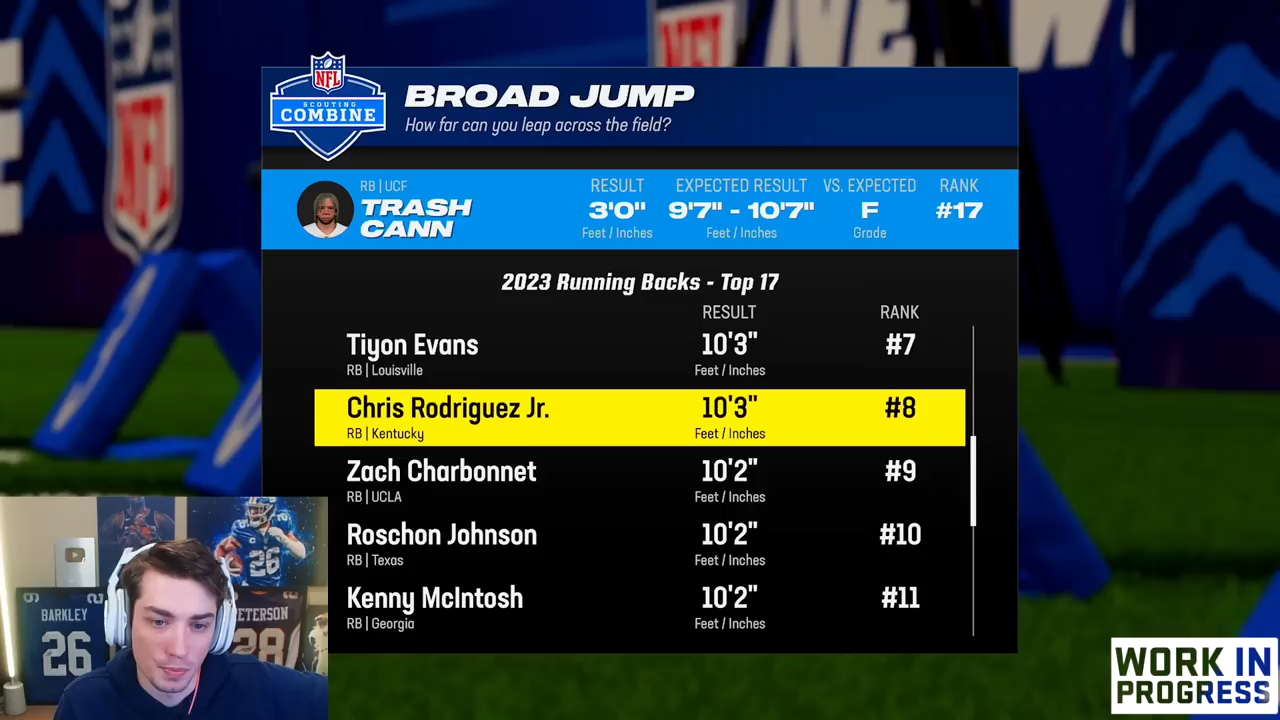 NFL
SCOUTING
COMBINE
BROAD JUMP
How far can you leap across the field?
RB | UCF
TRASH
CANN
RESULT
3'0"
Feet / Inches
EXPECTED RESULT
9'7" - 10'7"
Feet / Inches
VS. EXPECTED
F
Grade
RANK
#17
2023 Running Backs - Top 17
RESULT RANK
Tiyon Evans 10'3" #7
RB | Louisville Feet / Inches
Chris Rodriguez Jr. 10'3" #8
RB | Kentucky Feet / Inches
Zach Charbonnet 10'2" #9
RB | UCLA Feet / Inches
Roschon Johnson 10'2" #10
RB | Texas Feet / Inches
Kenny McIntosh 10'2" #11
RB | Georgia Feet / Inches
NFL
NFL
26
BARKLEY
26
ETERSON
28
WORK IN
PROGRESS